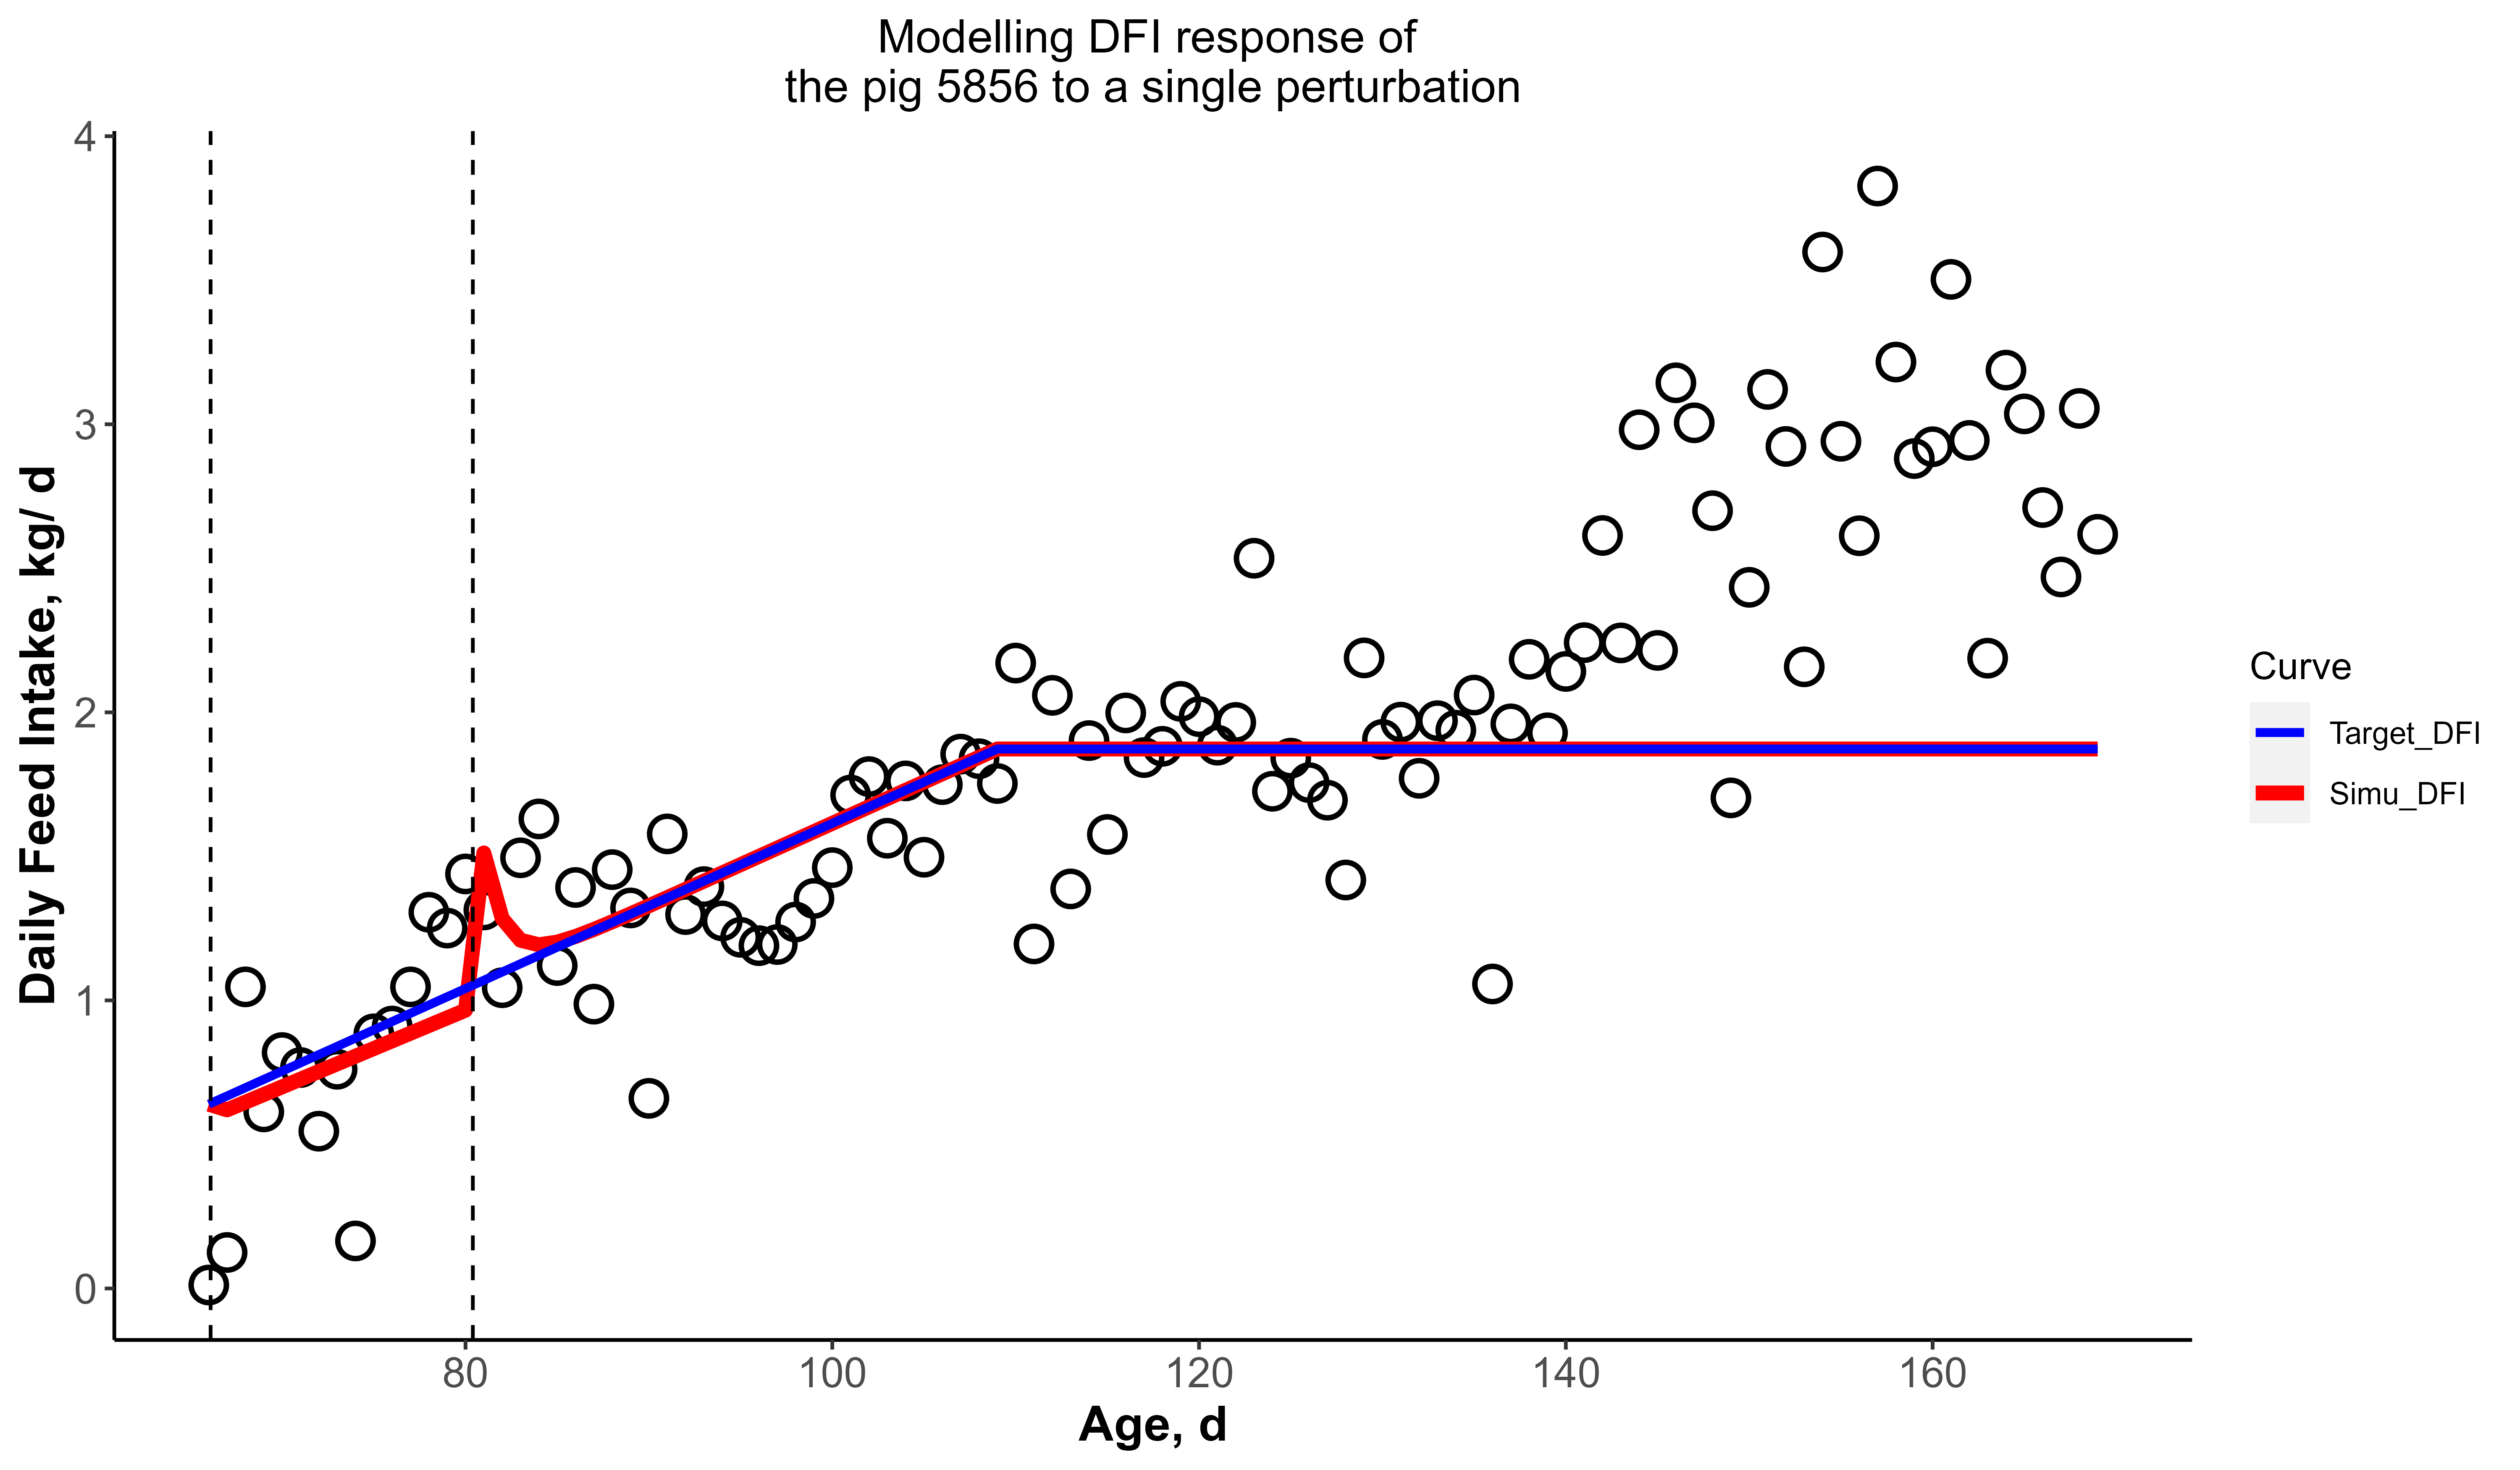 Modelling DFI response of
the pig 5856 to a single perturbation
Daily Feed Intake, kg/ d
4
3
2
1
0
80
100
120
140
160
Age, d
Curve
Target_DFI
Simu_DFI